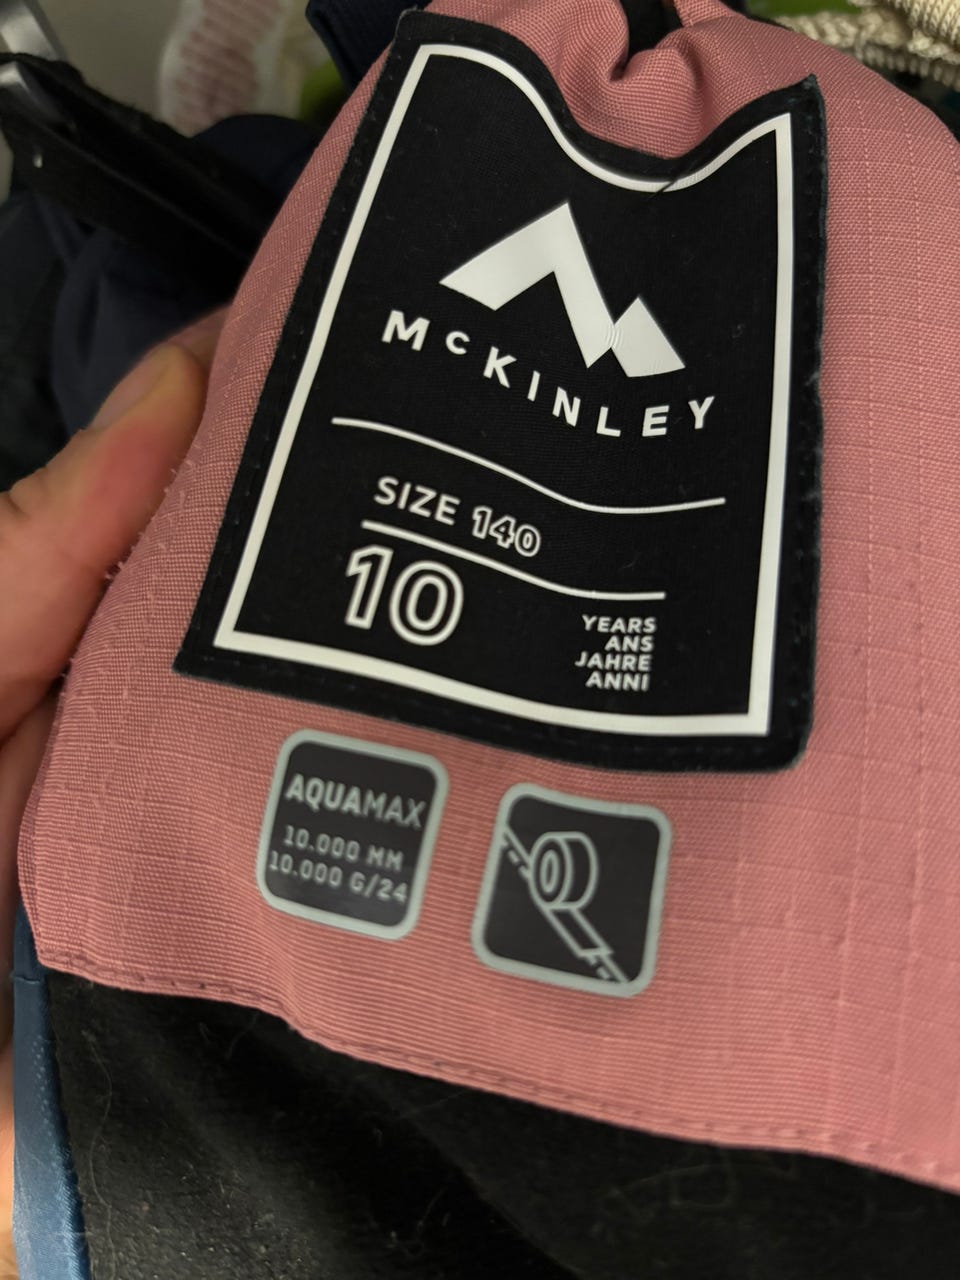 McKINLEY
SIZE 140
10
YEARS
ANS
JAHRE
ANNI
AQUAMAX
10.000 MM
10.000 G/24